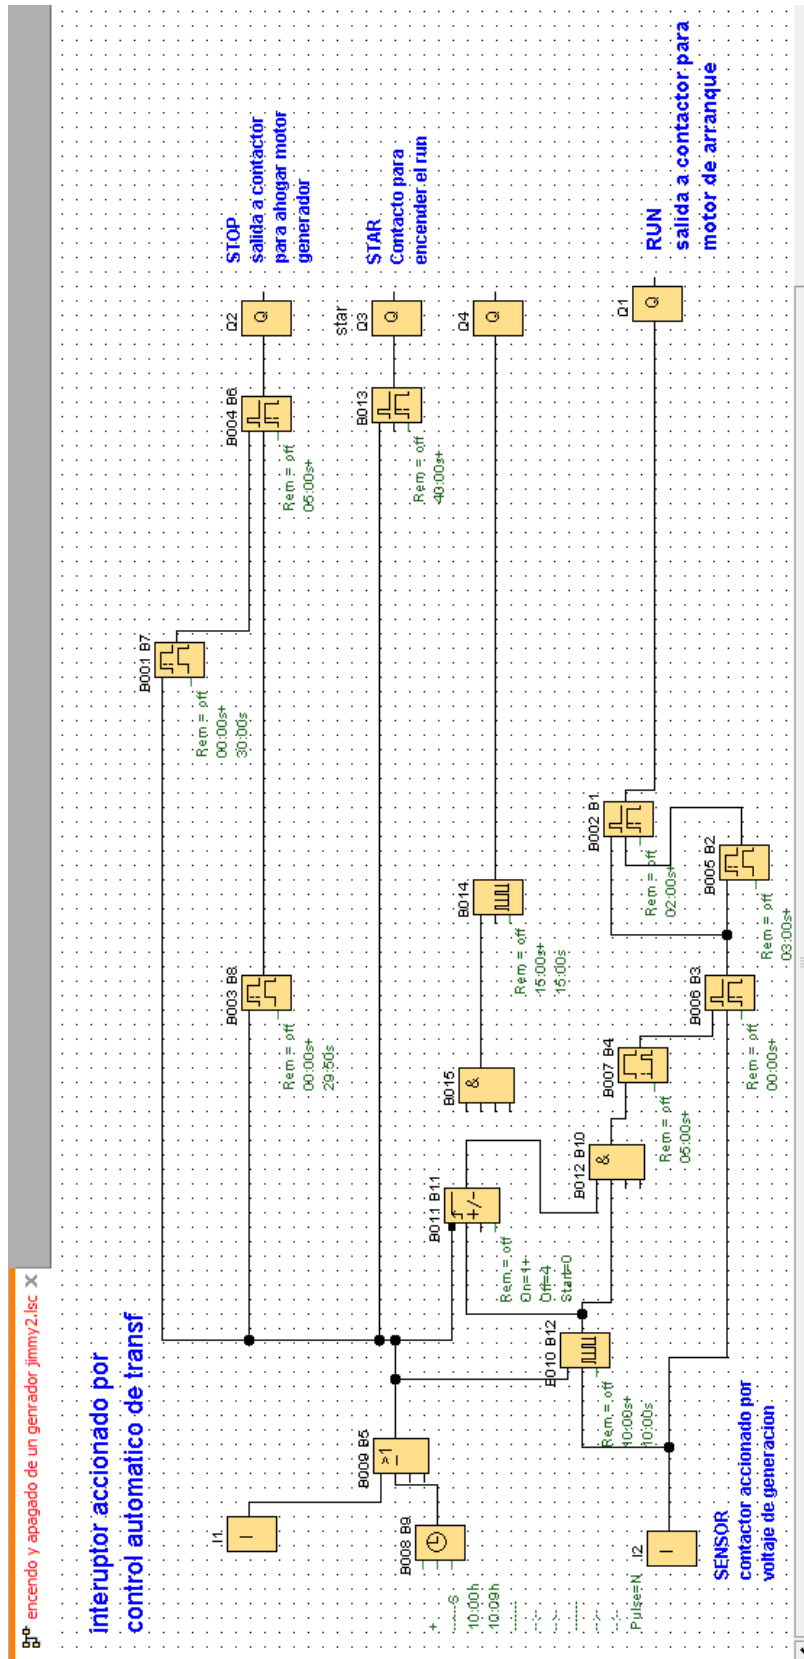 encendo y apagado de un genrador jimmy2.lsc
interuptor accionado por
control automatico de transf
I1
B008 B9
+
------S
10:00h
10:09h
Pulse=N
I2
SENSOR
contactor accionado por
voltaje de generacion
B009 B5
>1
B010 B12
Rem = off
10:00s+
10:00s
B011 B11
+/-
Rem = off
On=1+
Off=4
Start=0
B012 B10
&
B015
&
B007 B4
Rem = off
05:00s+
B006 B3
Rem = off
00:00s+
B003 B8
Rem = off
00:00s+
29:50s
B014
Rem = off
15:00s+
15:00s
B005 B2
Rem = off
03:00s+
B002 B1
Rem = off
02:00s+
B001 B7
Rem = off
00:00s+
30:00s
B004 B6
Rem = off
05:00s+
B013
Rem = off
Q2
Q
STOP
salida a contactor
para ahogar motor
generador
star
Q3
Q
STAR
Contacto para
encender el run
Q4
Q
Q1
Q
RUN
salida a contactor para
motor de arranque